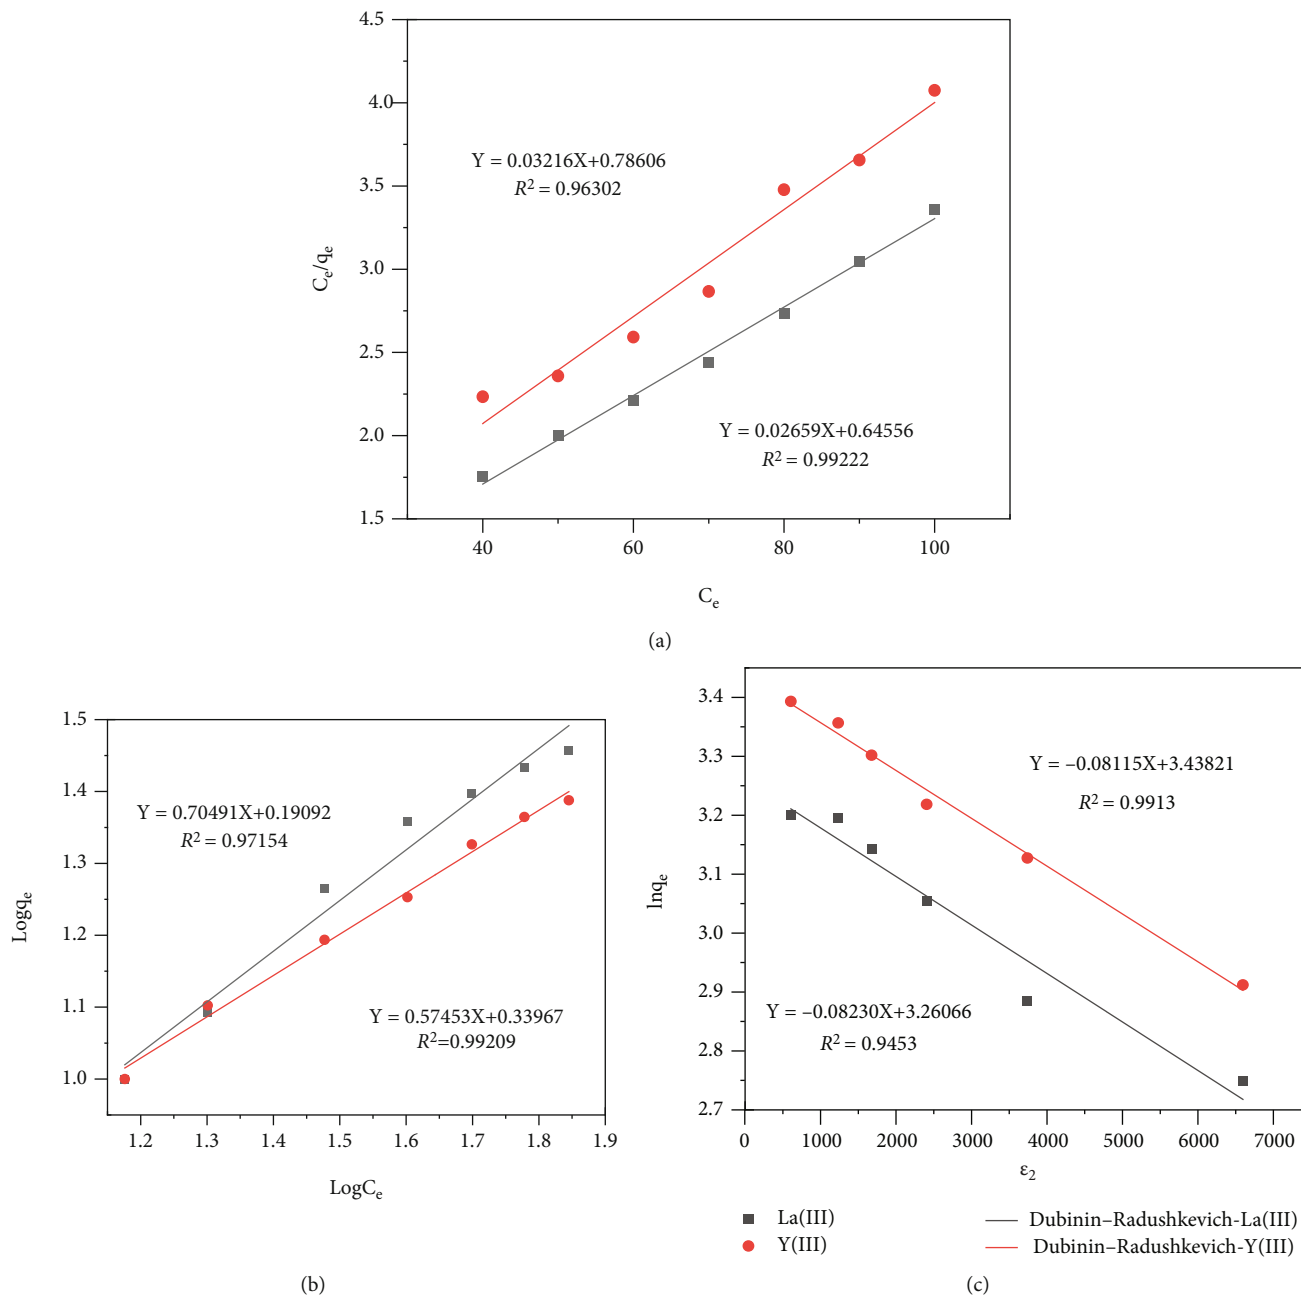 4.5
4.0
3.5
3.0
2.5
2.0
1.5
C_e/q_e
Y = 0.03216X+0.78606
R² = 0.96302
Y = 0.02659X+0.64556
R² = 0.99222
40 60 80 100
C_e
(a)
1.5
1.4
1.3
1.2
1.1
1.0
Logq_e
Y = 0.70491X+0.19092
R² = 0.97154
Y = 0.57453X+0.33967
R²=0.99209
1.2 1.3 1.4 1.5 1.6 1.7 1.8 1.9
LogC_e
(b)
3.4
3.3
3.2
3.1
3.0
2.9
2.8
2.7
lnq_e
Y = –0.08115X+3.43821
R² = 0.9913
Y = –0.08230X+3.26066
R² = 0.9453
0 1000 2000 3000 4000 5000 6000 7000
ε₂
La(III)
Y(III)
Dubinin–Radushkevich-La(III)
Dubinin–Radushkevich-Y(III)
(c)